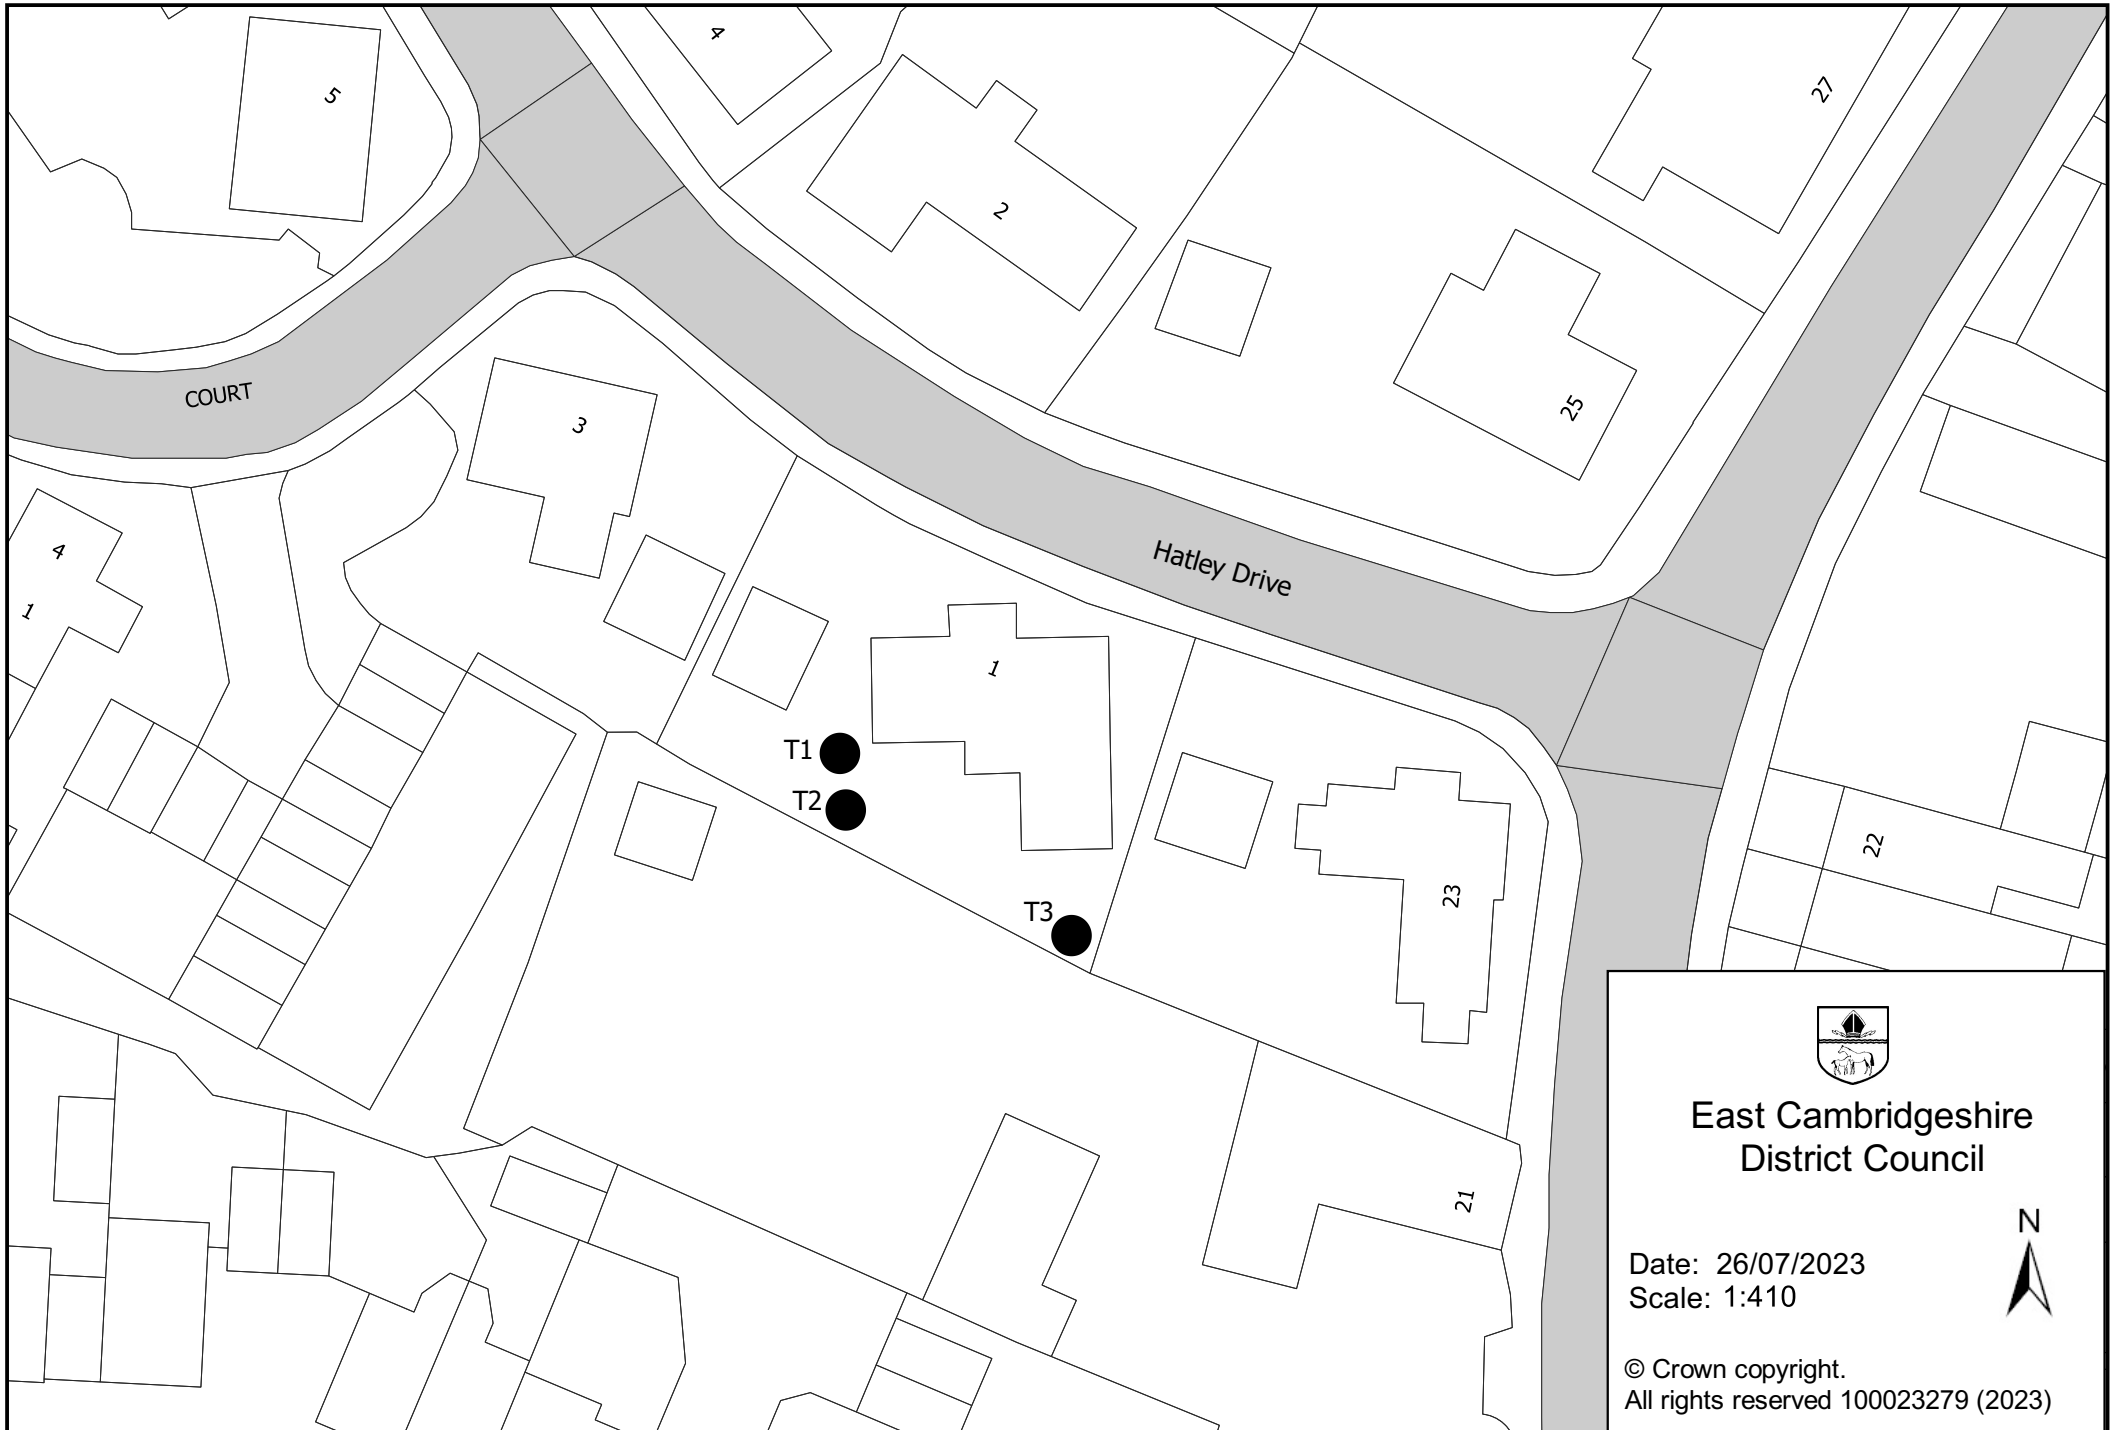 4
5
27
2
COURT
3
25
4
1
Hatley Drive
1
T1
T2
22
23
T3
21
East Cambridgeshire
District Council
N
Date: 26/07/2023
Scale: 1:410
© Crown copyright.
All rights reserved 100023279 (2023)